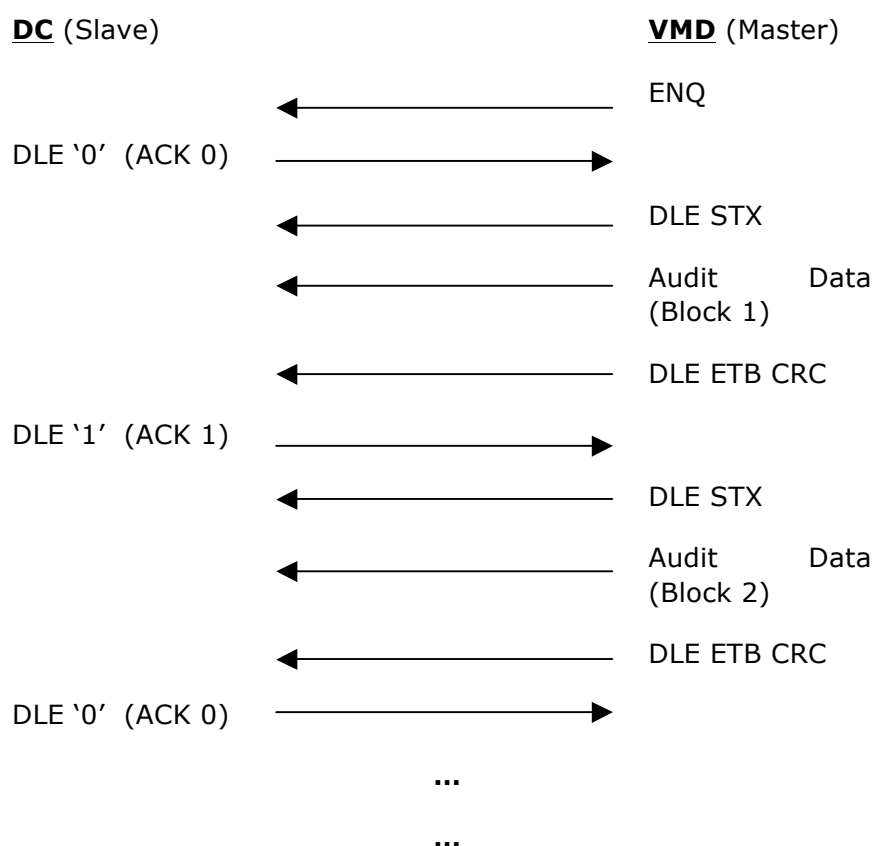 DC (Slave) VMD (Master)
ENQ
DLE ‘0’ (ACK 0)
DLE STX
Audit Data
(Block 1)
DLE ETB CRC
DLE ‘1’ (ACK 1)
DLE STX
Audit Data
(Block 2)
DLE ETB CRC
DLE ‘0’ (ACK 0)
...
...